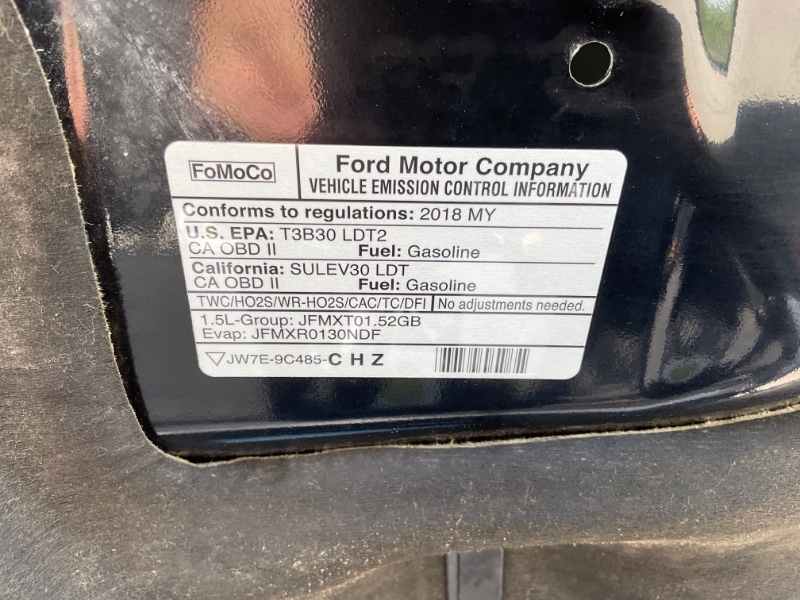 FoMoCo
Ford Motor Company
VEHICLE EMISSION CONTROL INFORMATION
Conforms to regulations: 2018 MY
U.S. EPA: T3B30 LDT2
CA OBD II Fuel: Gasoline
California: SULEV30 LDT
CA OBD II Fuel: Gasoline
TWC/HO2S/WR-HO2S/CAC/TC/DFI No adjustments needed.
1.5L-Group: JFMXT01.52GB
Evap: JFMXR0130NDF
JW7E-9C485-C H Z